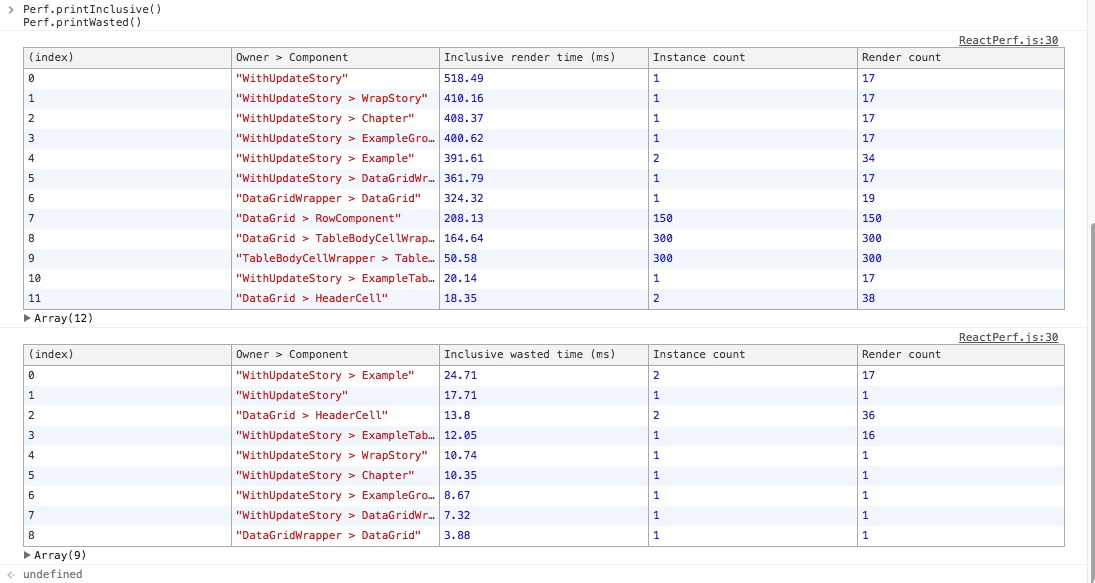 Perf.printInclusive()
Perf.printWasted()
ReactPerf.js:30
(index) Owner > Component Inclusive render time (ms) Instance count Render count
0 "WithUpdateStory" 518.49 1 17
1 "WithUpdateStory > WrapStory" 410.16 1 17
2 "WithUpdateStory > Chapter" 408.37 1 17
3 "WithUpdateStory > ExampleGro… 400.62 1 17
4 "WithUpdateStory > Example" 391.61 2 34
5 "WithUpdateStory > DataGridWr… 361.79 1 17
6 "DataGridWrapper > DataGrid" 324.32 1 19
7 "DataGrid > RowComponent" 208.13 150 150
8 "DataGrid > TableBodyCellWrap… 164.64 300 300
9 "TableBodyCellWrapper > Table… 50.58 300 300
10 "WithUpdateStory > ExampleTab… 20.14 1 17
11 "DataGrid > HeaderCell" 18.35 2 38
Array(12)
ReactPerf.js:30
(index) Owner > Component Inclusive wasted time (ms) Instance count Render count
0 "WithUpdateStory > Example" 24.71 2 17
1 "WithUpdateStory" 17.71 1 1
2 "DataGrid > HeaderCell" 13.8 2 36
3 "WithUpdateStory > ExampleTab… 12.05 1 16
4 "WithUpdateStory > WrapStory" 10.74 1 1
5 "WithUpdateStory > Chapter" 10.35 1 1
6 "WithUpdateStory > ExampleGro… 8.67 1 1
7 "WithUpdateStory > DataGridWr… 7.32 1 1
8 "DataGridWrapper > DataGrid" 3.88 1 1
Array(9)
undefined